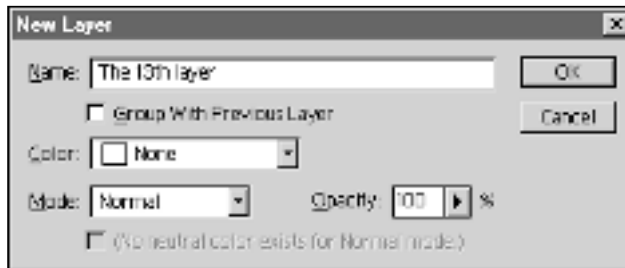 New Layer
Name: The 13th layer
OK
Group With Previous Layer
Cancel
Color: None
Mode: Normal Opacity: 100 %
(No neutral color exists for Normal mode.)